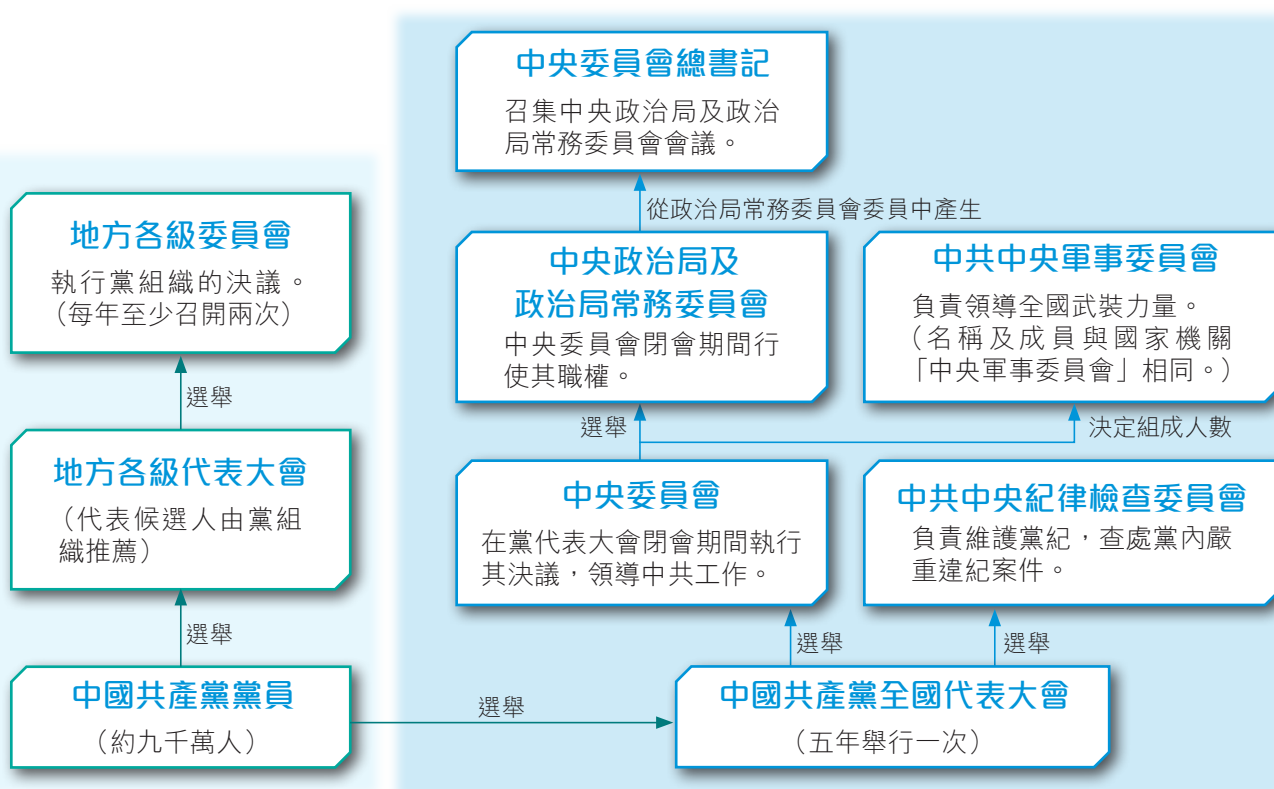 中央委員會總書記
召集中央政治局及政治
局常務委員會會議。
從政治局常務委員會委員中產生
地方各級委員會
執行黨組織的決議。
（每年至少召開兩次）
中央政治局及
政治局常務委員會
中央委員會閉會期間行
使其職權。
中共中央軍事委員會
負責領導全國武裝力量。
（名稱及成員與國家機關
「中央軍事委員會」相同。）
選舉
選舉
決定組成人數
地方各級代表大會
（代表候選人由黨組
織推薦）
中央委員會
在黨代表大會閉會期間執行
其決議，領導中共工作。
中共中央紀律檢查委員會
負責維護黨紀，查處黨內嚴
重違紀案件。
選舉
選舉
選舉
中國共產黨黨員
（約九千萬人）
選舉
中國共產黨全國代表大會
（五年舉行一次）